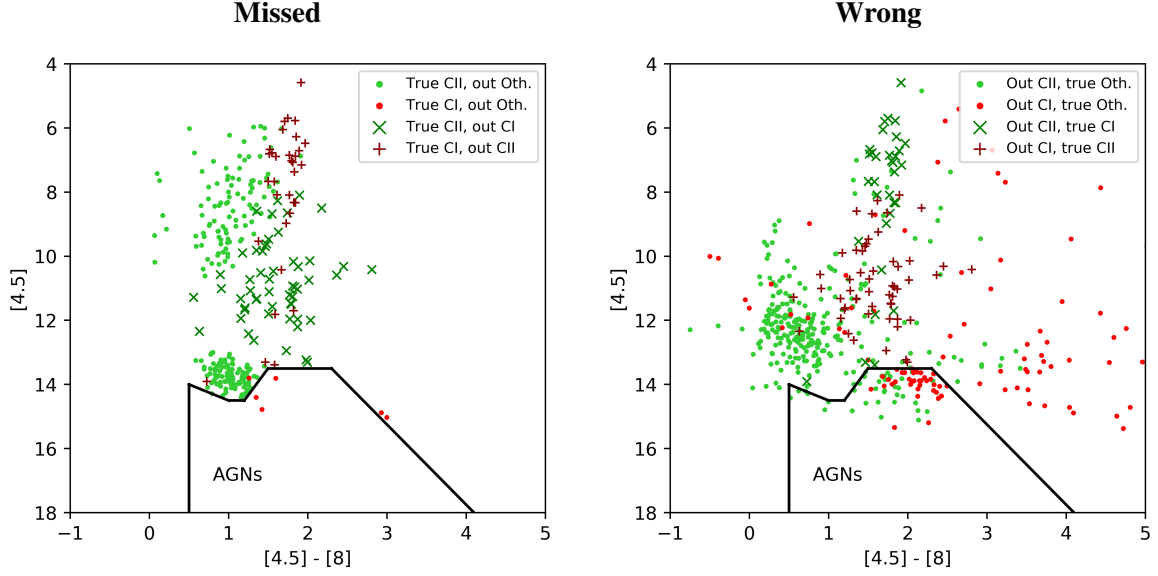 Missed
4
6
8
10
12
14
16
18
[4.5]
True CII, out Oth.
True CI, out Oth.
True CII, out CI
True CI, out CII
AGNs
−1 0 1 2 3 4 5
[4.5] - [8]
Wrong
4
6
8
10
12
14
16
18
[4.5]
Out CII, true Oth.
Out CI, true Oth.
Out CII, true CI
Out CI, true CII
AGNs
−1 0 1 2 3 4 5
[4.5] - [8]